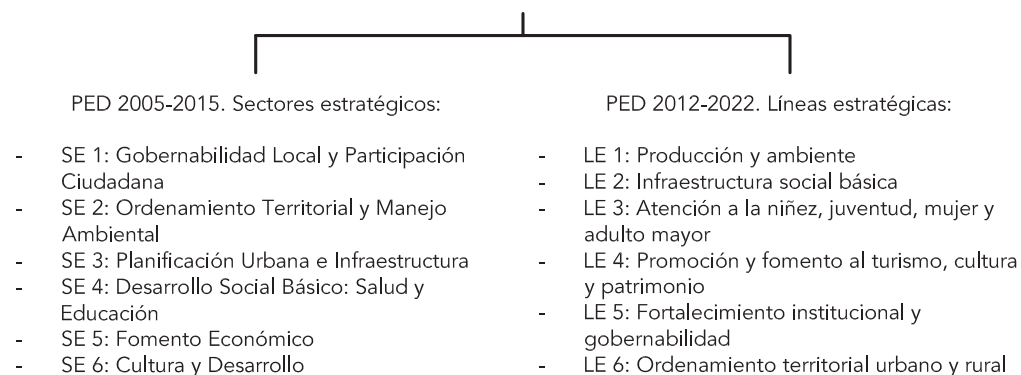 PED 2005-2015. Sectores estratégicos:
- SE 1: Gobernabilidad Local y Participación
Ciudadana
- SE 2: Ordenamiento Territorial y Manejo
Ambiental
- SE 3: Planificación Urbana e Infraestructura
- SE 4: Desarrollo Social Básico: Salud y
Educación
- SE 5: Fomento Económico
- SE 6: Cultura y Desarrollo
PED 2012-2022. Líneas estratégicas:
- LE 1: Producción y ambiente
- LE 2: Infraestructura social básica
- LE 3: Atención a la niñez, juventud, mujer y
adulto mayor
- LE 4: Promoción y fomento al turismo, cultura
y patrimonio
- LE 5: Fortalecimiento institucional y
gobernabilidad
- LE 6: Ordenamiento territorial urbano y rural